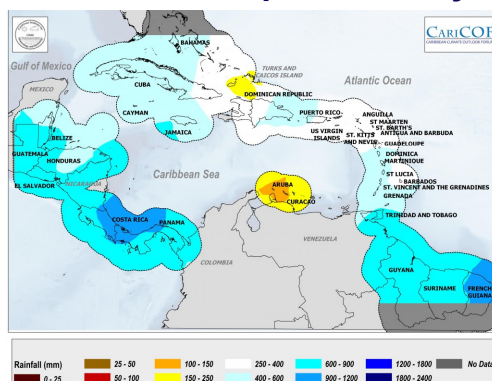 CARICOF
CARIBBEAN CLIMATE OUTLOOK FORUM
BAHAMAS
Gulf of Mexico
TURKS AND
CAICOS ISLAND
Atlantic Ocean
MEXICO
CUBA
DOMINICAN REPUBLIC
CAYMAN
PUERTO RICO
ANGUILLA
ST MAARTEN
ST. BARTH'S
JAMAICA
US VIRGIN
ISLANDS
ST. KITTS
AND NEVIS
ANTIGUA AND BARBUDA
BELIZE
GUADELOUPE
GUATEMALA
DOMINICA
HONDURAS
MARTINIQUE
Caribbean Sea
ST LUCIA
EL SALVADOR
NICARAGUA
ARUBA
BARBADOS
ST. VINCENT AND THE GRENADINES
CURACAO
GRENADA
COSTA RICA
PANAMA
TRINIDAD AND TOBAGO
VENEZUELA
COLOMBIA
GUYANA
SURINAME
FRENCH
GUIANA
Rainfall (mm)
25 - 50
100 - 150
250 - 400
600 - 900
1200 - 1800
No Data
0 - 25
50 - 100
150 - 250
400 - 600
900 - 1200
1800 - 2400